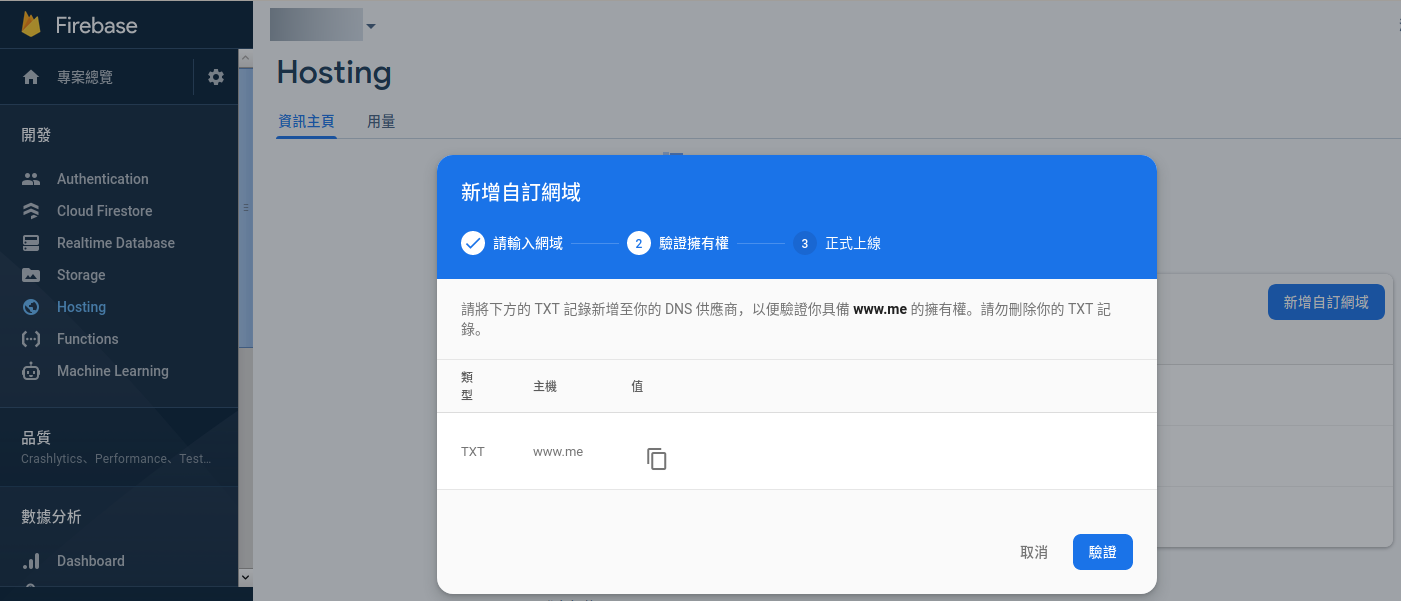 Firebase
專案總覽
開發
Authentication
Cloud Firestore
Realtime Database
Storage
Hosting
Functions
Machine Learning
品質
Crashlytics、Performance、Test…
數據分析
Dashboard
Hosting
資訊主頁
用量
新增自訂網域
新增自訂網域
請輸入網域
2 驗證擁有權
3 正式上線
請將下方的 TXT 記錄新增至你的 DNS 供應商，以便驗證你具備 www.me 的擁有權。請勿刪除你的 TXT 記
錄。
類
型
主機
值
TXT
www.me
取消
驗證